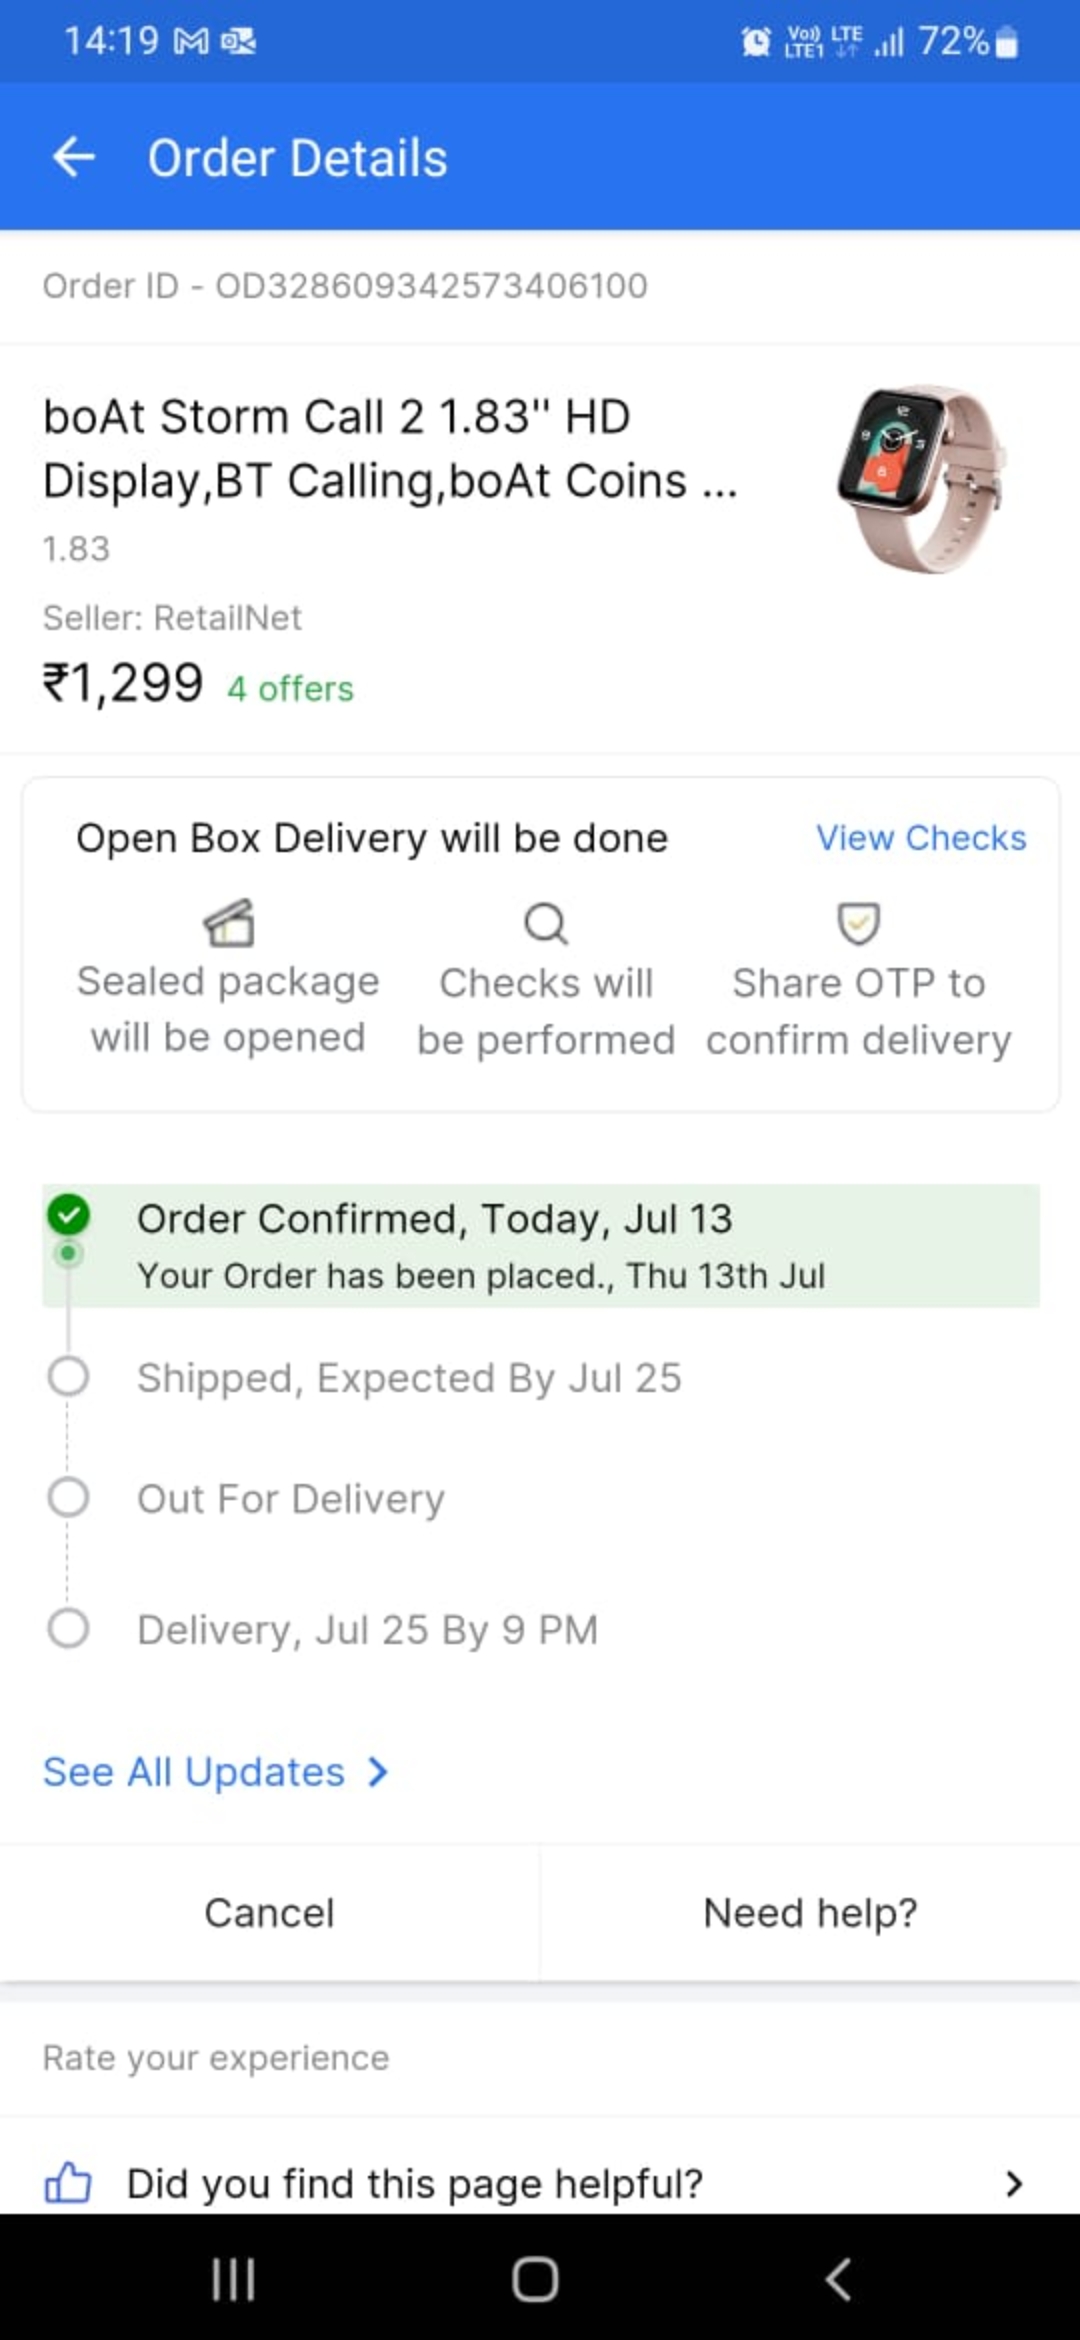 14:19
Vo)) LTE
LTE1
72%
Order Details
Order ID - OD328609342573406100
boAt Storm Call 2 1.83" HD
Display,BT Calling,boAt Coins ...
1.83
Seller: RetailNet
₹1,299 4 offers
Open Box Delivery will be done
View Checks
Sealed package
will be opened
Checks will
be performed
Share OTP to
confirm delivery
Order Confirmed, Today, Jul 13
Your Order has been placed., Thu 13th Jul
Shipped, Expected By Jul 25
Out For Delivery
Delivery, Jul 25 By 9 PM
See All Updates
Cancel
Need help?
Rate your experience
Did you find this page helpful?